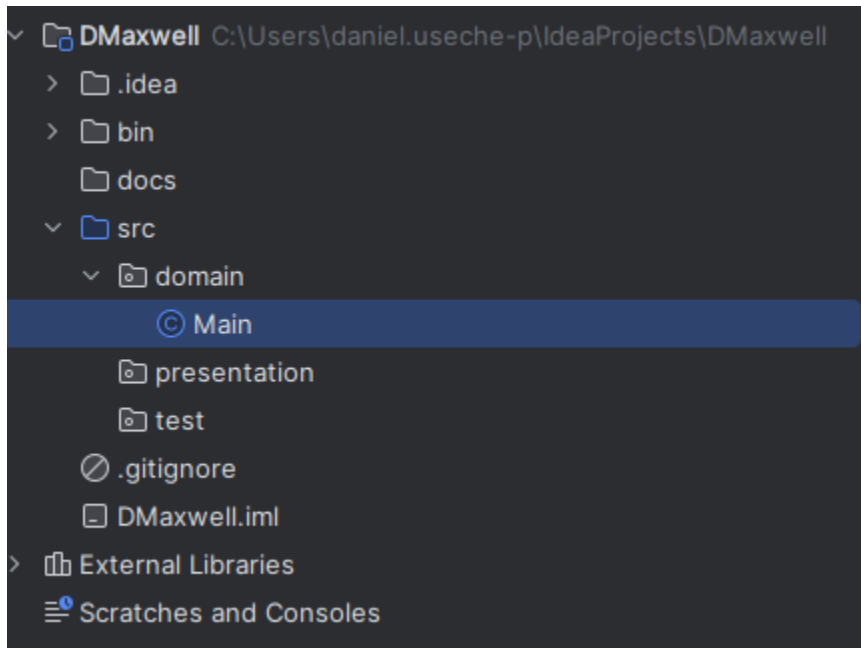 DMaxwell C:\Users\daniel.useche-p\IdeaProjects\DMaxwell
.idea
bin
docs
src
domain
Main
presentation
test
.gitignore
DMaxwell.iml
External Libraries
Scratches and Consoles